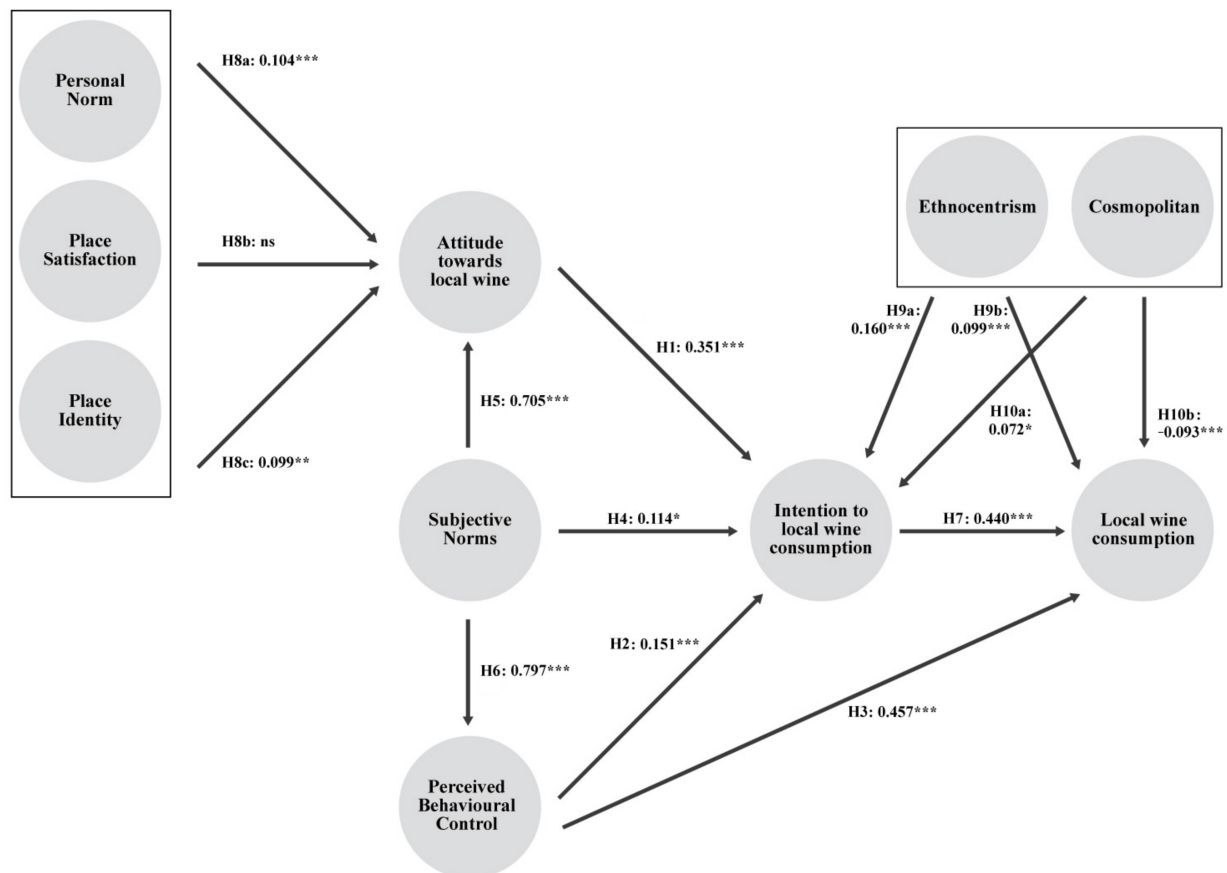 Personal
Norm
Place
Satisfaction
Place
Identity
H8a: 0.104***
H8b: ns
H8c: 0.099**
Attitude
towards
local wine
H5: 0.705***
Subjective
Norms
H6: 0.797***
Perceived
Behavioural
Control
H1: 0.351***
H4: 0.114*
H2: 0.151***
H3: 0.457***
Ethnocentrism
Cosmopolitan
H9a:
0.160***
H9b:
0.099***
H10a:
0.072*
H10b:
-0.093***
Intention to
local wine
consumption
H7: 0.440***
Local wine
consumption